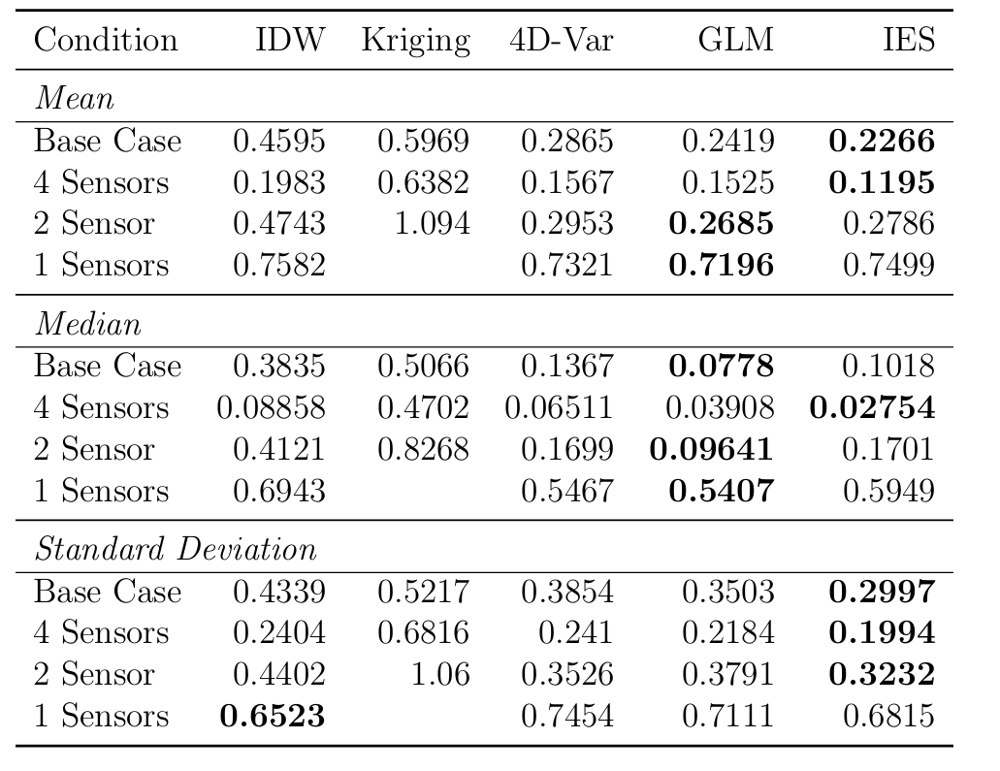 Condition IDW Kriging 4D-Var GLM IES
Mean
Base Case 0.4595 0.5969 0.2865 0.2419 0.2266
4 Sensors 0.1983 0.6382 0.1567 0.1525 0.1195
2 Sensor 0.4743 1.094 0.2953 0.2685 0.2786
1 Sensors 0.7582 0.7321 0.7196 0.7499
Median
Base Case 0.3835 0.5066 0.1367 0.0778 0.1018
4 Sensors 0.08858 0.4702 0.06511 0.03908 0.02754
2 Sensor 0.4121 0.8268 0.1699 0.09641 0.1701
1 Sensors 0.6943 0.5467 0.5407 0.5949
Standard Deviation
Base Case 0.4339 0.5217 0.3854 0.3503 0.2997
4 Sensors 0.2404 0.6816 0.241 0.2184 0.1994
2 Sensor 0.4402 1.06 0.3526 0.3791 0.3232
1 Sensors 0.6523 0.7454 0.7111 0.6815